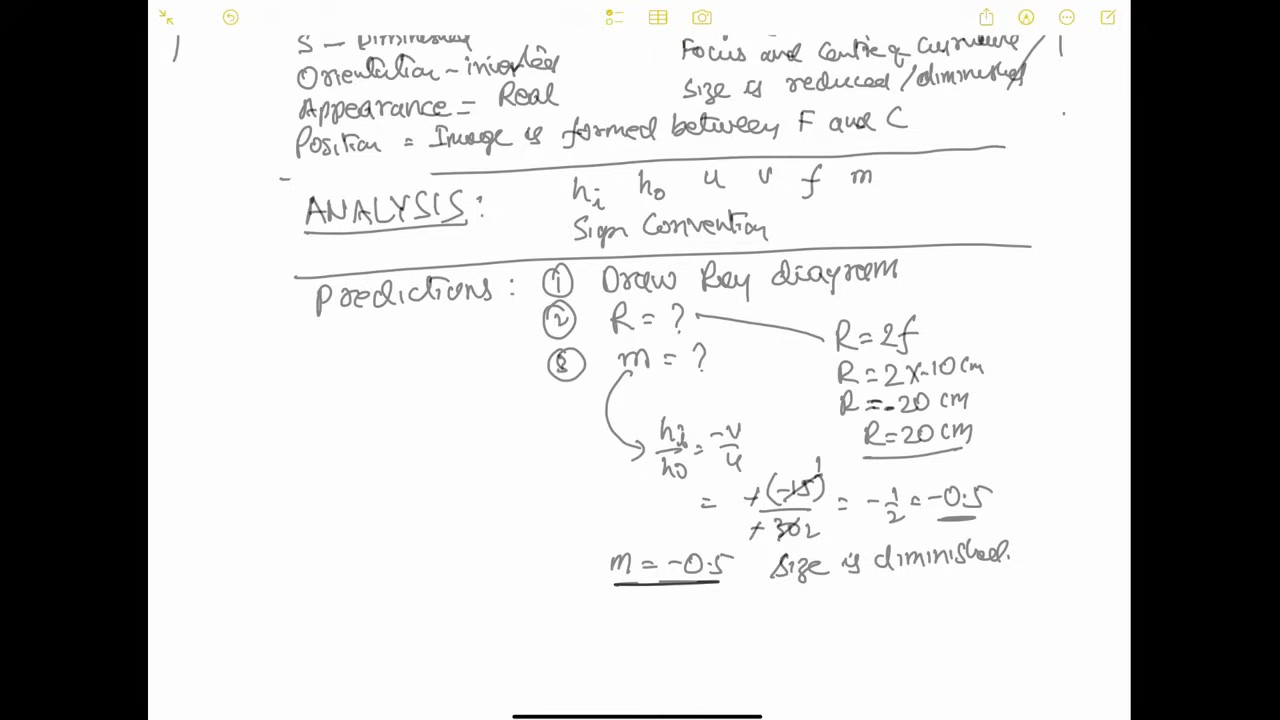 S - Diminished
Orientation - inverted
Appearance = Real
Position = Image is formed between F and C
Focus and centre of curvature
Size is reduced / diminished
ANALYSIS: hi ho u v f m
Sign Convention
Predictions: ① Draw Ray diagram
② R = ?
③ m = ?
R = 2f
R = 2 x -10 cm
R = -20 cm
R = 20 cm
hi/ho = -v/u
= +(-15) 1 / +30 2 = -1/2 = -0.5
m = -0.5 Size is diminished.